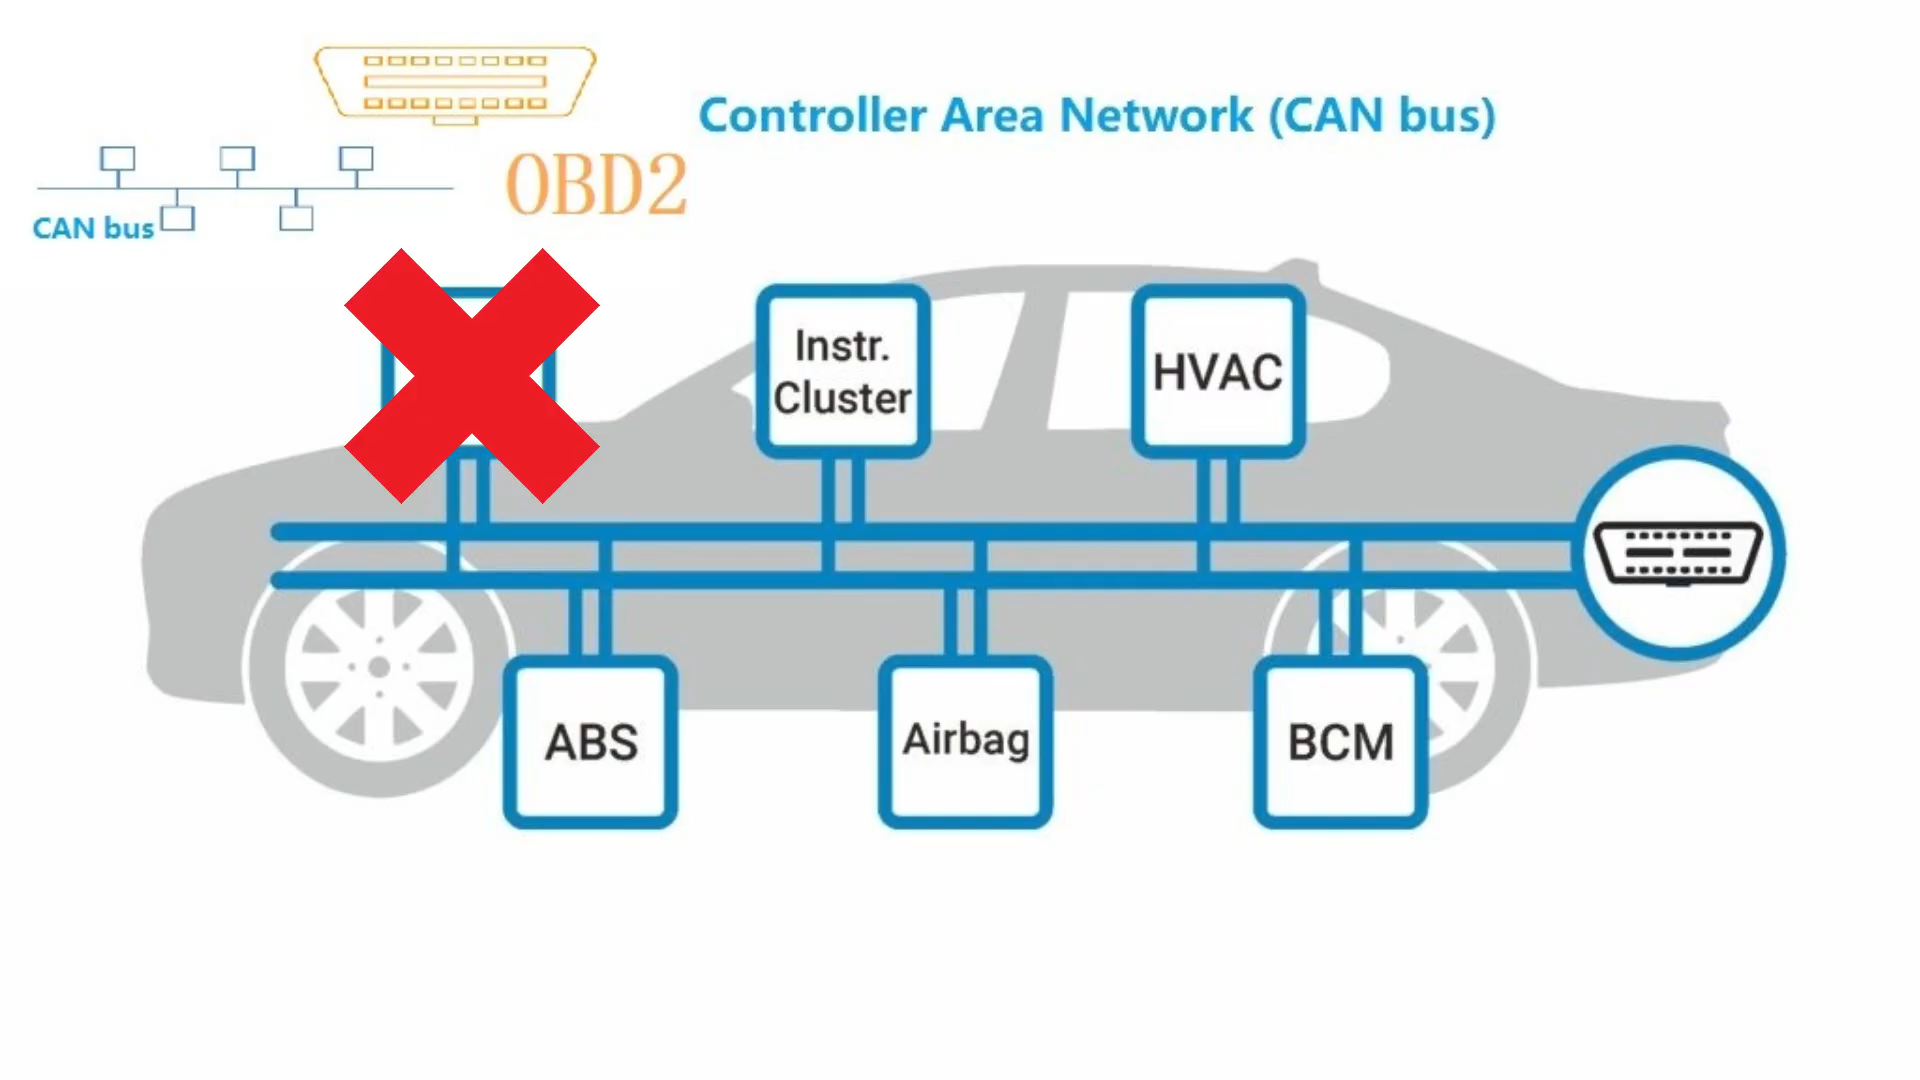 Controller Area Network (CAN bus)
OBD2
CAN bus
Instr.
Cluster
HVAC
ABS
Airbag
BCM